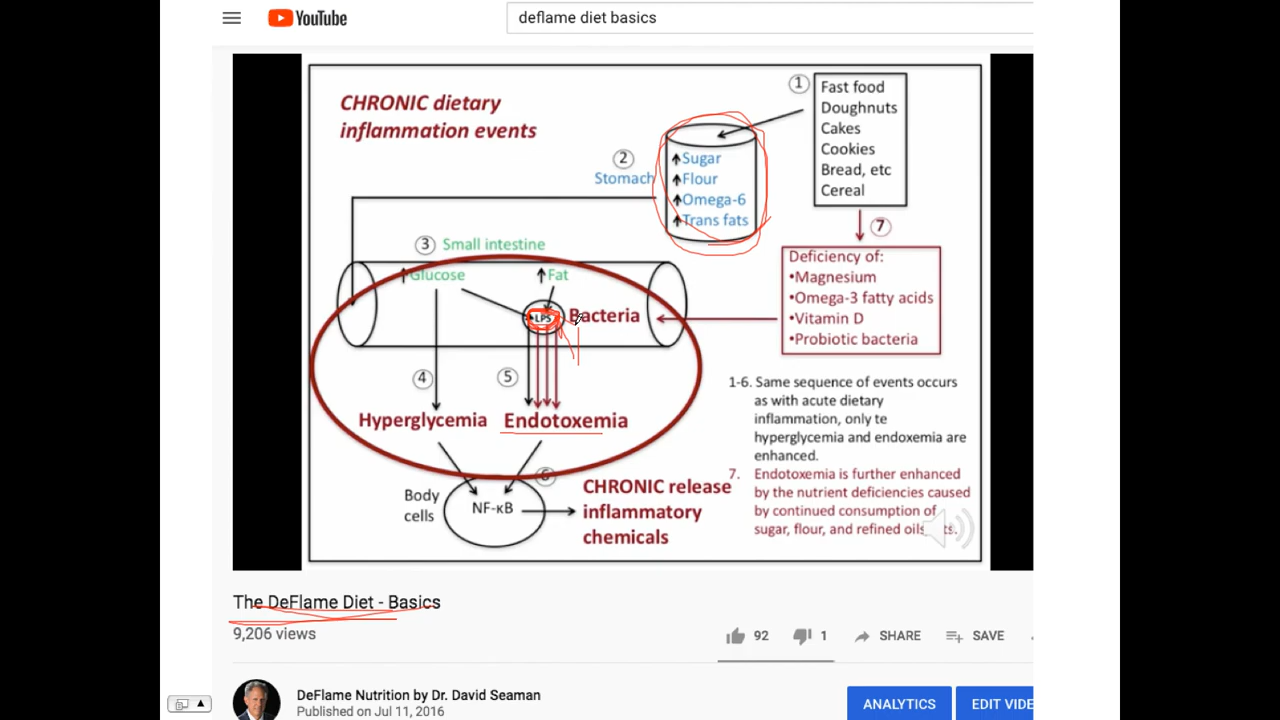 YouTube
deflame diet basics
CHRONIC dietary
inflammation events
1
Fast food
Doughnuts
Cakes
Cookies
Bread, etc
Cereal
2
Stomach
Sugar
Flour
Omega-6
Trans fats
7
3 Small intestine
Glucose
Fat
LPS
Bacteria
Deficiency of:
•Magnesium
•Omega-3 fatty acids
•Vitamin D
•Probiotic bacteria
4
5
Hyperglycemia
Endotoxemia
6
Body
cells
NF-κB
CHRONIC release
inflammatory
chemicals
1-6. Same sequence of events occurs
as with acute dietary
inflammation, only te
hyperglycemia and endoxemia are
enhanced.
7. Endotoxemia is further enhanced
by the nutrient deficiencies caused
by continued consumption of
sugar, flour, and refined
The DeFlame Diet - Basics
9,206 views
92
1
SHARE
SAVE
DeFlame Nutrition by Dr. David Seaman
Published on Jul 11, 2016
ANALYTICS
EDIT VIDE